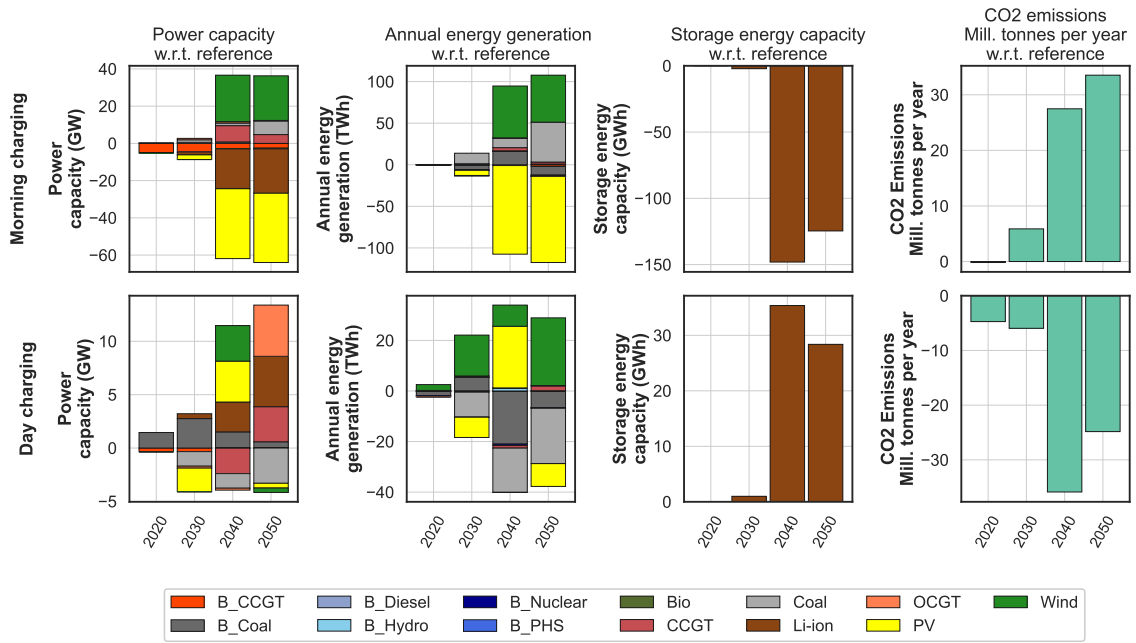 Power capacity
w.r.t. reference
Annual energy generation
w.r.t. reference
Storage energy capacity
w.r.t. reference
CO2 emissions
Mill. tonnes per year
w.r.t. reference
Morning charging
Power
capacity (GW)
40
20
0
−20
−40
−60
Annual energy
generation (TWh)
100
50
0
−50
−100
Storage energy
capacity (GWh)
0
−50
−100
−150
CO2 Emissions
Mill. tonnes per year
30
20
10
0
Day charging
Power
capacity (GW)
10
5
0
−5
2020
2030
2040
2050
Annual energy
generation (TWh)
20
0
−20
−40
2020
2030
2040
2050
Storage energy
capacity (GWh)
30
20
10
0
2020
2030
2040
2050
CO2 Emissions
Mill. tonnes per year
0
−10
−20
−30
2020
2030
2040
2050
B_CCGT
B_Diesel
B_Nuclear
Bio
Coal
OCGT
Wind
B_Coal
B_Hydro
B_PHS
CCGT
Li-ion
PV